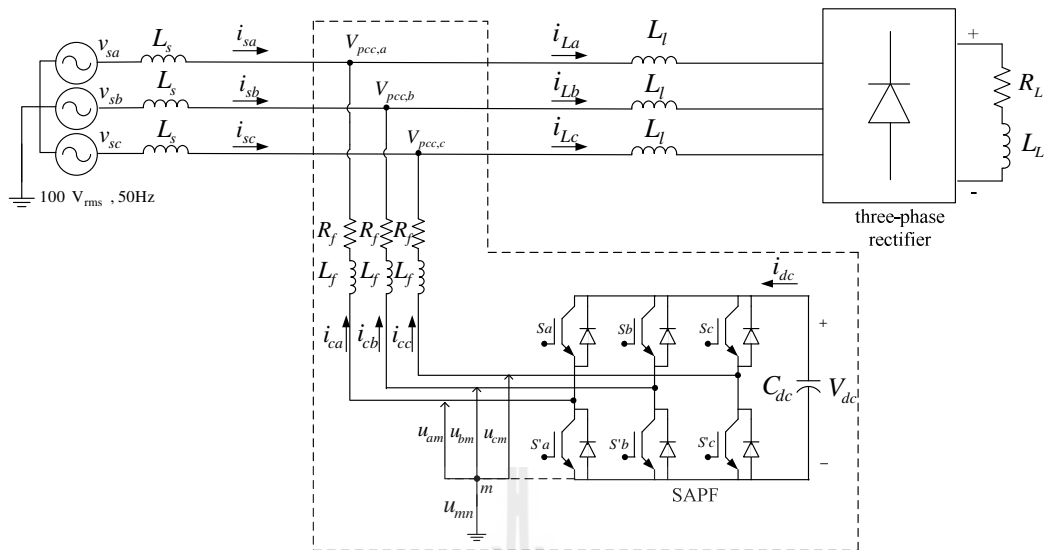 v_sa L_s i_sa V_pcc,a i_La L_l
v_sb L_s i_sb V_pcc,b i_Lb L_l
v_sc L_s i_sc V_pcc,c i_Lc L_l
+
R_L
L_L
-
100 V_rms , 50Hz
three-phase
rectifier
R_f R_f R_f
L_f L_f L_f
i_dc
i_ca i_cb i_cc
Sa Sb Sc
+
C_dc V_dc
−
u_am u_bm u_cm
S'a S'b S'c
m
SAPF
u_mn